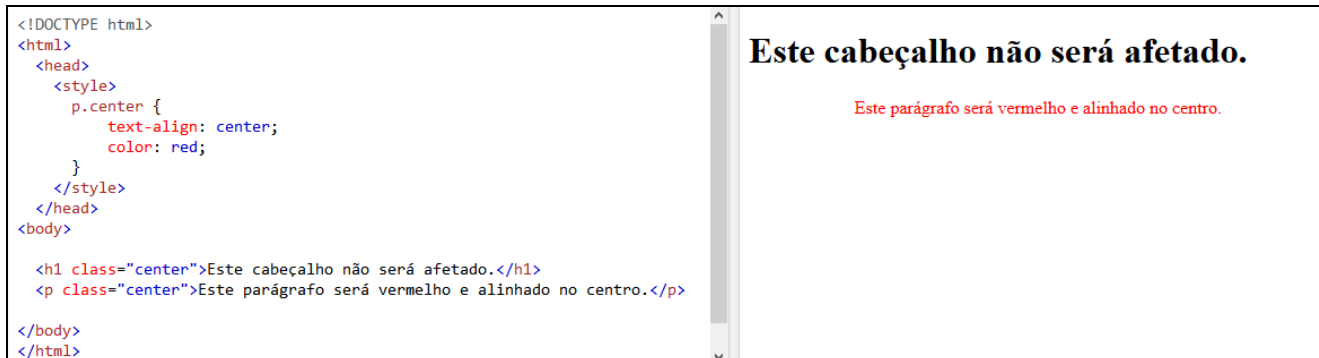 <!DOCTYPE html>
<html>
  <head>
    <style>
      p.center {
          text-align: center;
          color: red;
      }
    </style>
  </head>
<body>

  <h1 class="center">Este cabeçalho não será afetado.</h1>
  <p class="center">Este parágrafo será vermelho e alinhado no centro.</p>

</body>
</html>
Este cabeçalho não será afetado.
Este parágrafo será vermelho e alinhado no centro.